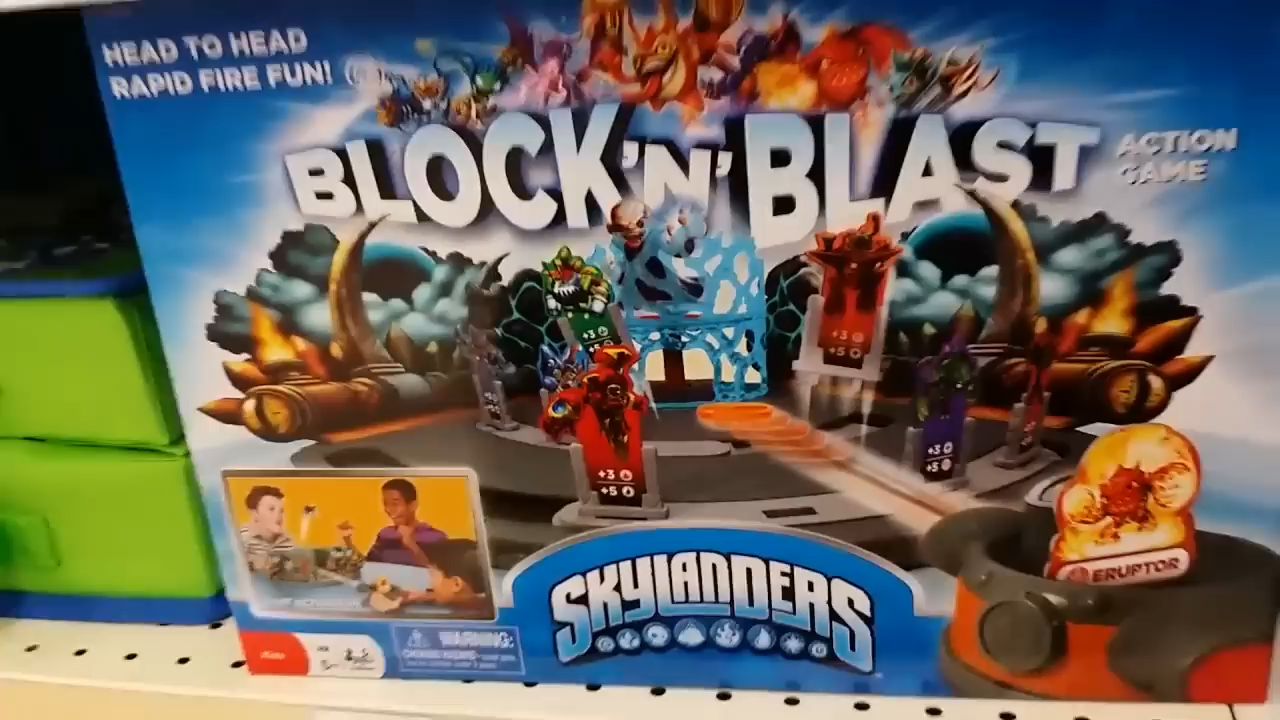 HEAD TO HEAD
RAPID FIRE FUN!
BLOCK 'N' BLAST
ACTION
GAME
+3
+5
+3
+5
+3
+5
+3
+5
ERUPTOR
SKYLANDERS
WARNING: